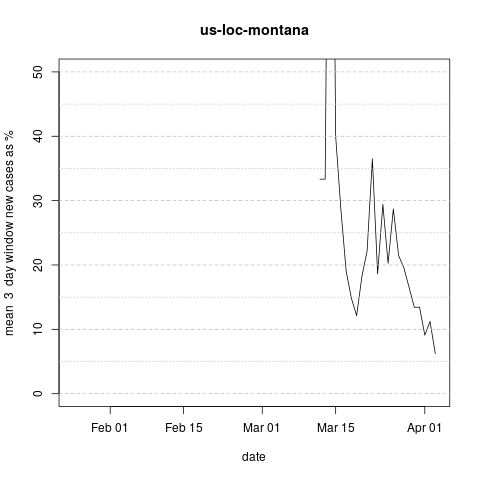 us-loc-montana
mean  3  day window new cases as %
50
40
30
20
10
0
Feb 01
Feb 15
Mar 01
Mar 15
Apr 01
date